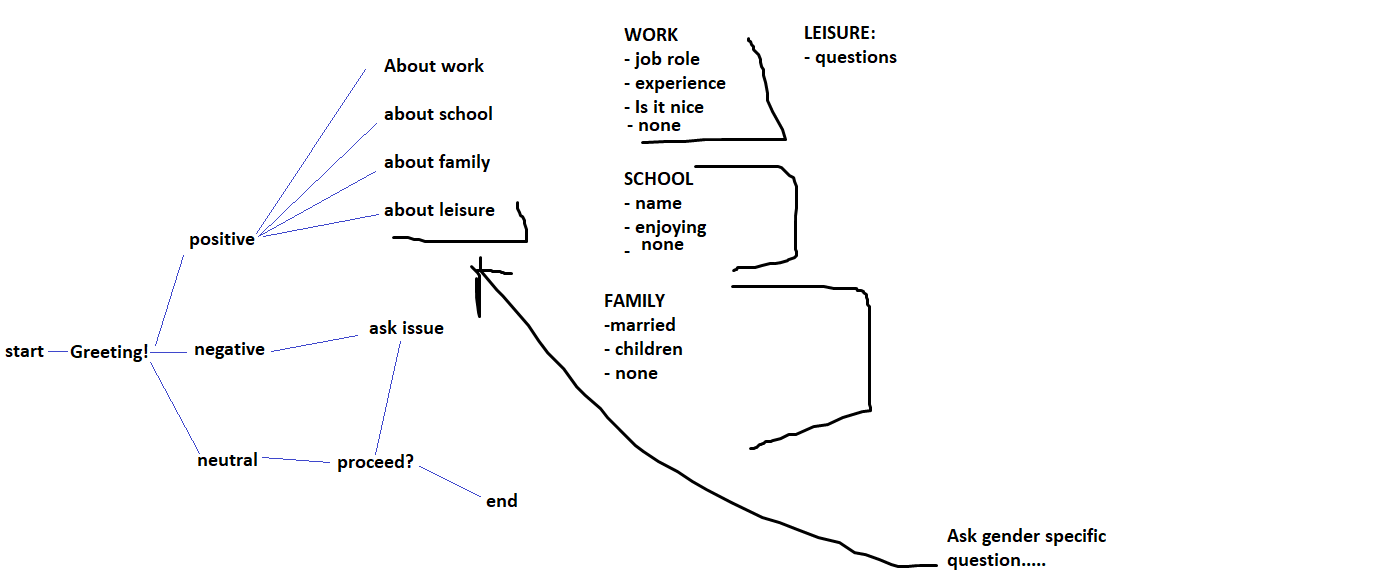 start
Greeting!
positive
negative
neutral
About work
about school
about family
about leisure
ask issue
proceed?
end
WORK
- job role
- experience
- Is it nice
- none
SCHOOL
- name
- enjoying
- none
FAMILY
-married
- children
- none
LEISURE:
- questions
Ask gender specific
question.....